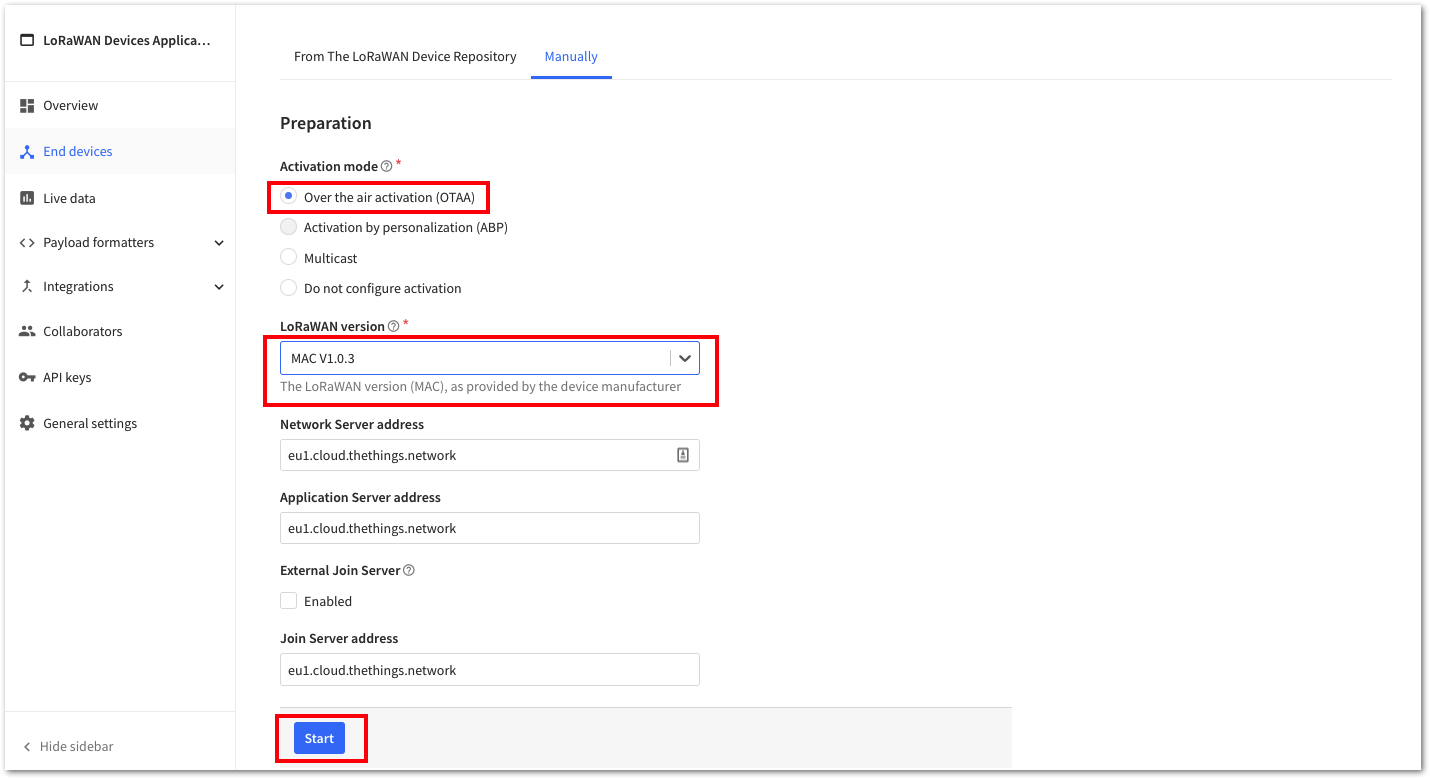 LoRaWAN Devices Applica...
Overview
End devices
Live data
Payload formatters
Integrations
Collaborators
API keys
General settings
Hide sidebar
From The LoRaWAN Device Repository Manually
Preparation
Activation mode *
Over the air activation (OTAA)
Activation by personalization (ABP)
Multicast
Do not configure activation
LoRaWAN version *
MAC V1.0.3
The LoRaWAN version (MAC), as provided by the device manufacturer
Network Server address
eu1.cloud.thethings.network
Application Server address
eu1.cloud.thethings.network
External Join Server
Enabled
Join Server address
eu1.cloud.thethings.network
Start